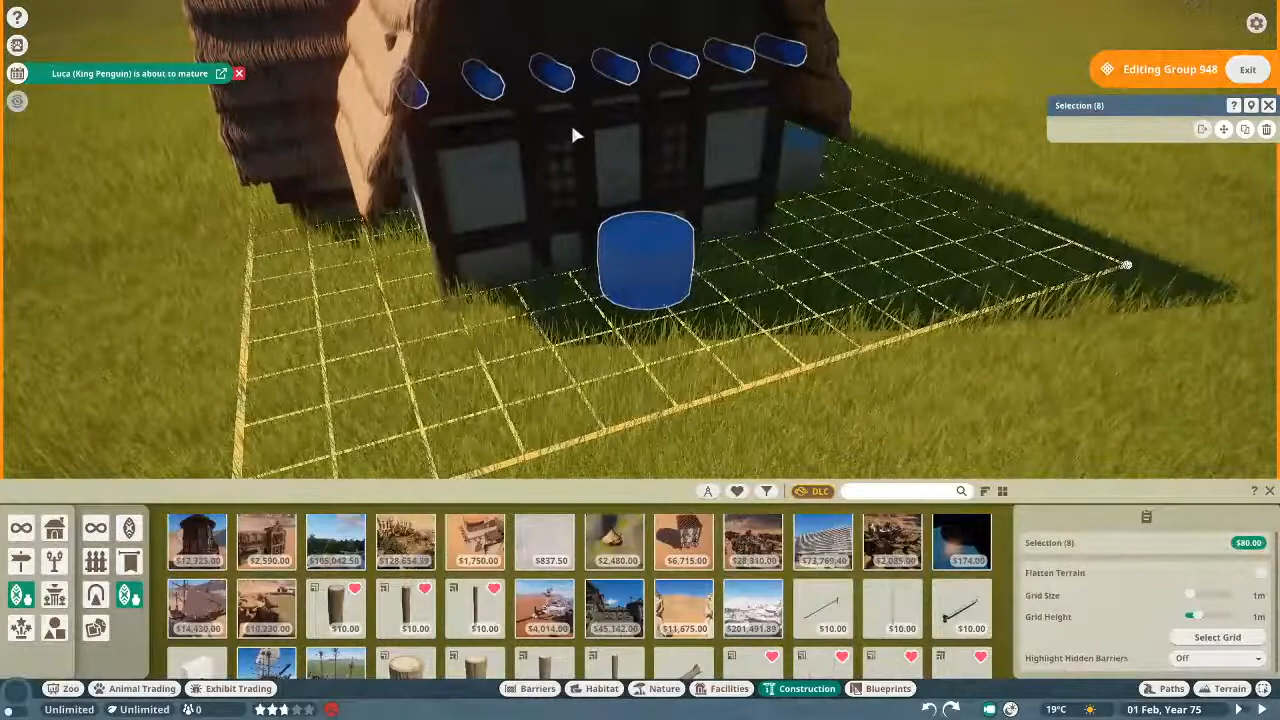 ?
Luca (King Penguin) is about to mature
Editing Group 948
Exit
Selection (8)
?
DLC
?
$12,325.00
$2,590.00
$105,042.50
$128,654.39
$1,750.00
$837.50
$2,480.00
$6,715.00
$28,310.00
$73,769.40
$2,085.00
$174.00
$14,430.00
$10,230.00
$10.00
$10.00
$10.00
$4,014.00
$45,142.00
$11,675.00
$201,491.89
$10.00
$10.00
$10.00
Selection (8)
$80.00
Flatten Terrain
Grid Size
1m
Grid Height
1m
Select Grid
Highlight Hidden Barriers
Off
Zoo
Animal Trading
Exhibit Trading
Barriers
Habitat
Nature
Facilities
Construction
Blueprints
Paths
Terrain
Unlimited
Unlimited
0
19°C
01 Feb, Year 75